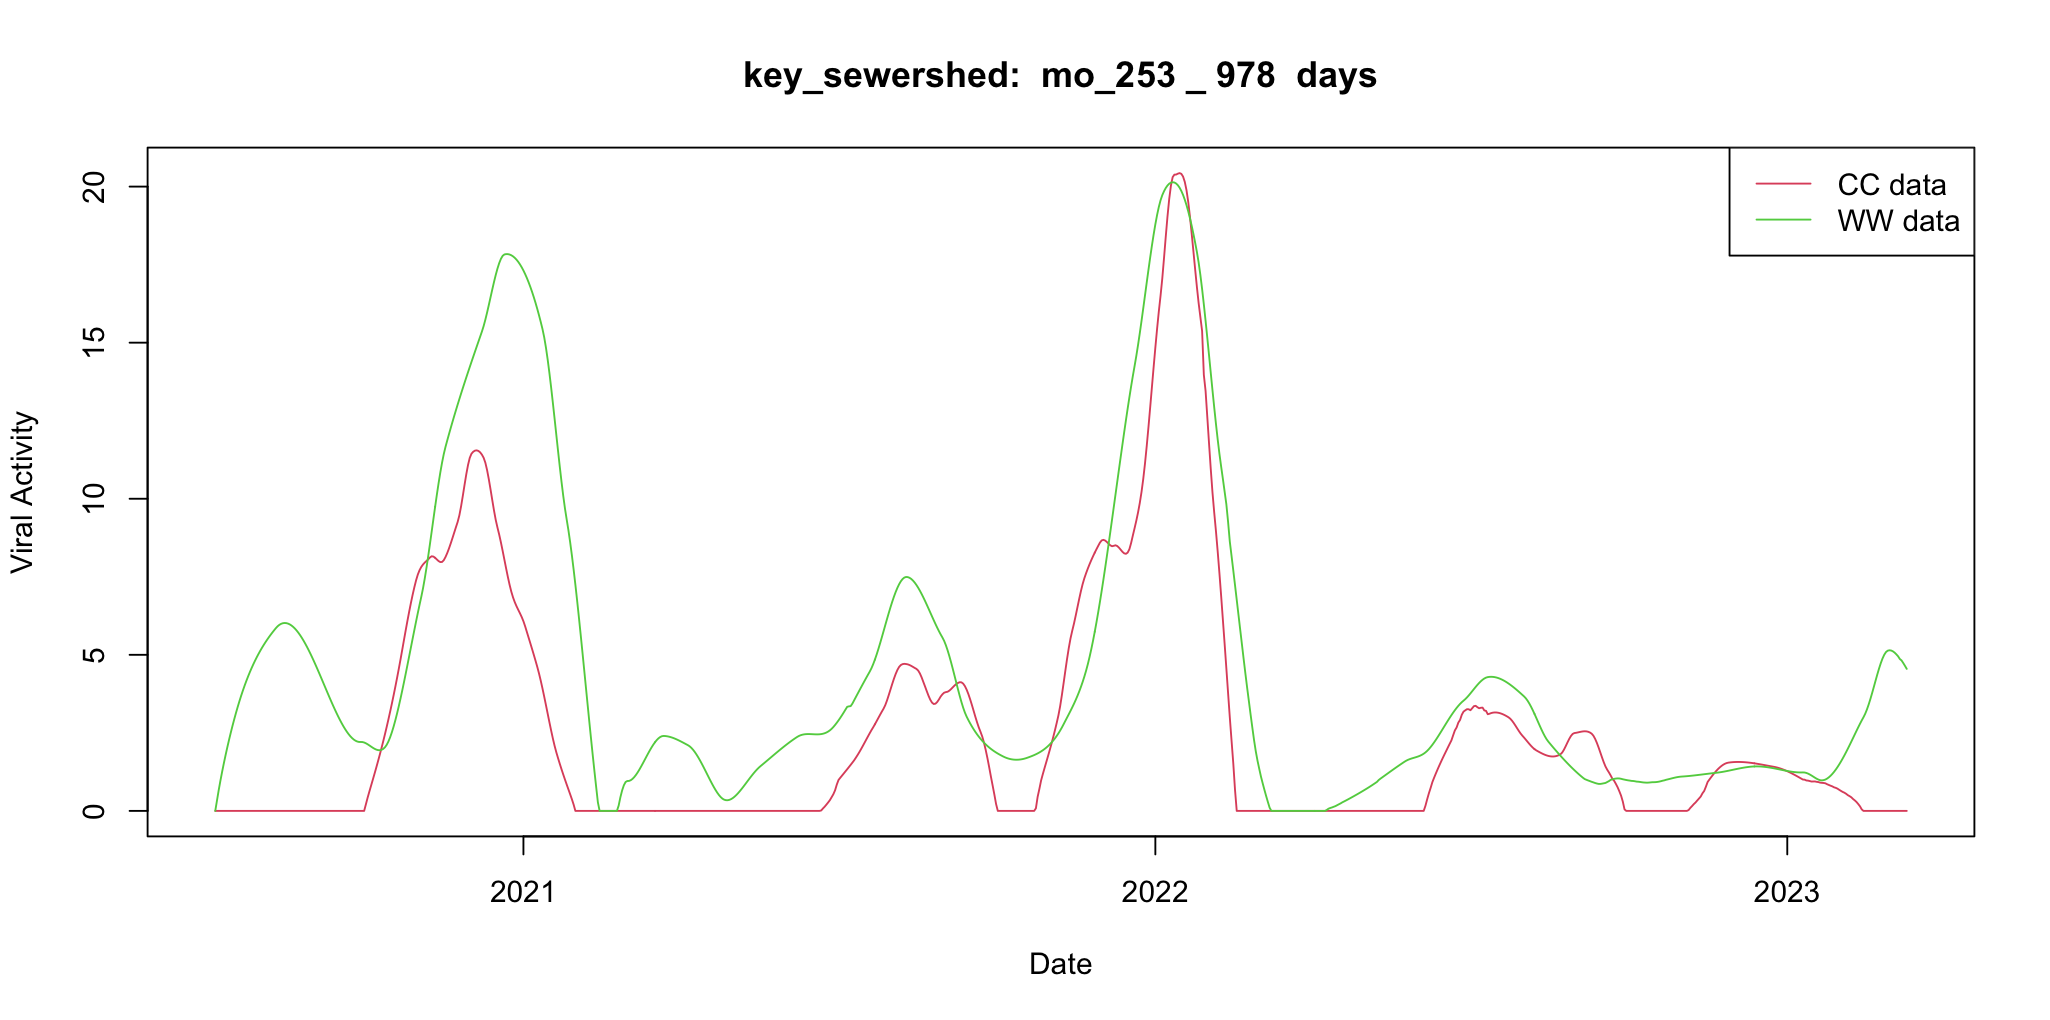 key_sewershed:  mo_253 _ 978  days
CC data
WW data
Viral Activity
20
15
10
5
0
2021
2022
2023
Date